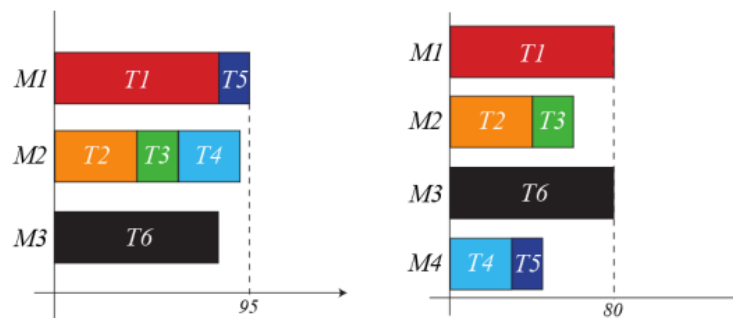 M1 T1 T5
M2 T2 T3 T4
M3 T6
95
M1 T1
M2 T2 T3
M3 T6
M4 T4 T5
80